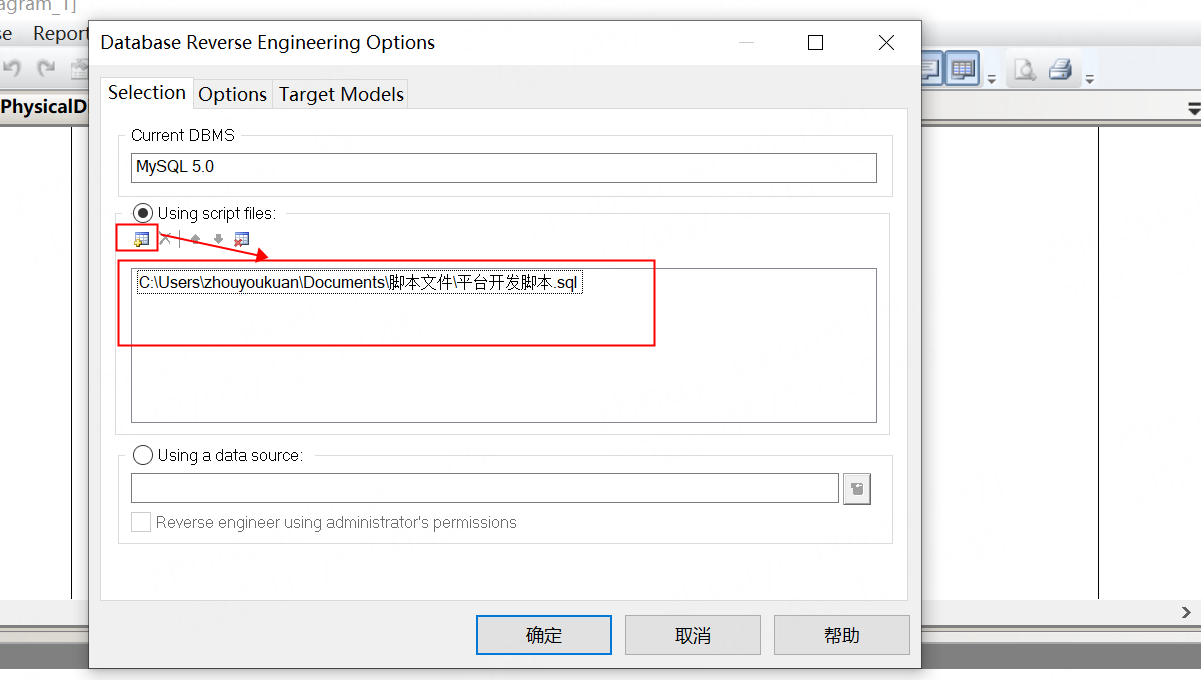 agram_1]
se Report
Database Reverse Engineering Options
PhysicalD
Selection Options Target Models
Current DBMS
MySQL 5.0
Using script files:
C:\Users\zhouyoukuan\Documents\脚本文件\平台开发脚本.sql
Using a data source:
Reverse engineer using administrator's permissions
确定 取消 帮助